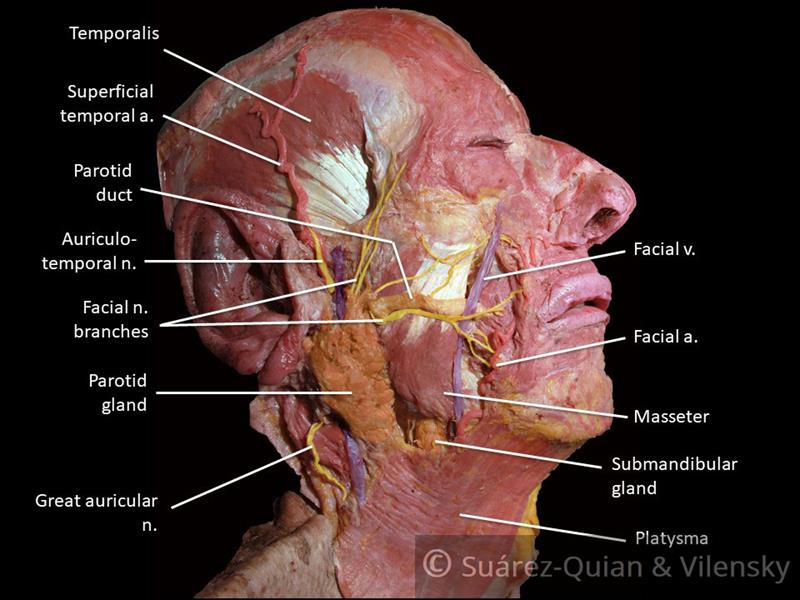 Temporalis
Superficial
temporal a.
Parotid
duct
Auriculo-
temporal n.
Facial n.
branches
Parotid
gland
Great auricular
n.
Facial v.
Facial a.
Masseter
Submandibular
gland
Platysma
© Suárez-Quian & Vilensky